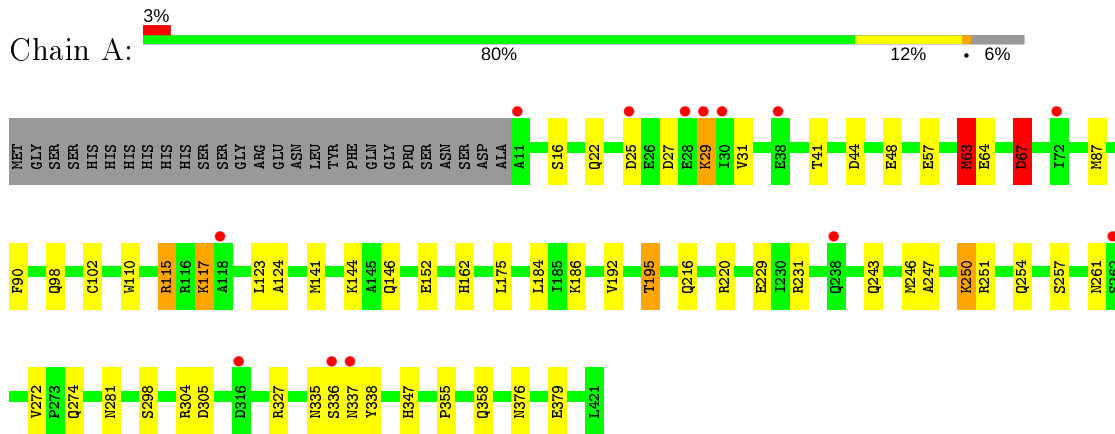 3%
Chain A:
80% 12% • 6%
MET GLY SER SER HIS HIS HIS HIS HIS HIS SER SER GLY ARG GLU ASN LEU TYR PHE GLN GLY PRO SER ASN SER ASP ALA A11 S16 Q22 D25 E26 D27 E28 K29 I30 V31 E38 T41 D44 E48 E57 M63 E64 D67 I72 M87
F90 Q98 C102 W110 R115 R116 K117 A118 L123 A124 M141 K144 A145 Q146 E152 H162 L175 L184 I185 K186 V192 T195 Q216 R220 E229 I230 R231 Q238 Q243 M246 A247 K250 R251 Q254 S257 N261 S262
V272 P273 Q274 N281 S298 R304 D305 D316 R327 N335 S336 N337 Y338 H347 P355 Q358 N376 E379 L421